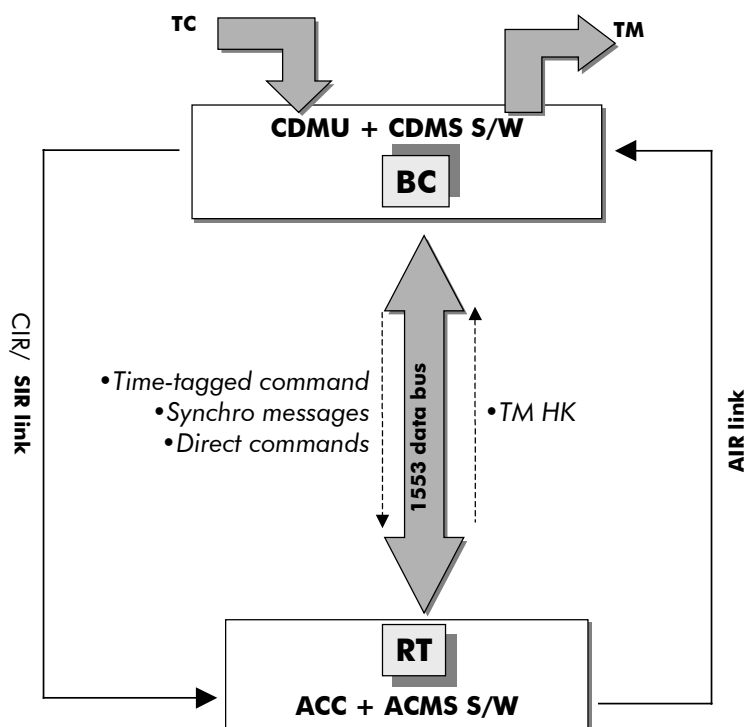 TC
TM
CDMU + CDMS S/W
BC
CIR/ SIR link
•Time-tagged command
•Synchro messages
•Direct commands
1553 data bus
•TM HK
AIR link
RT
ACC + ACMS S/W